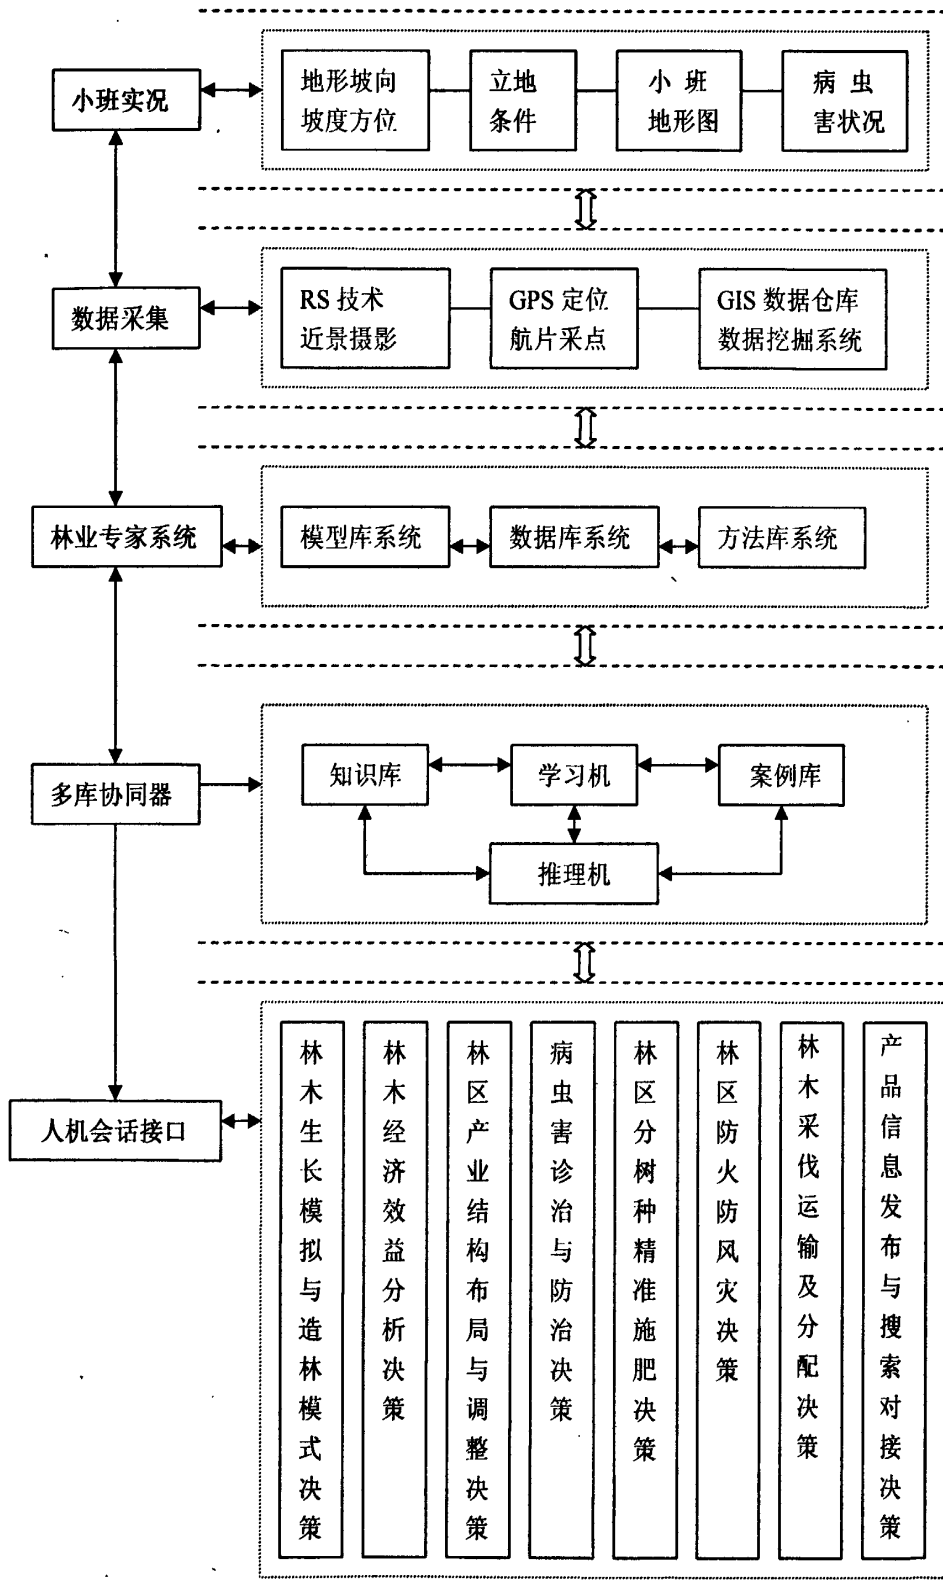 小班实况
地形坡向
坡度方位
立地
条件
小 班
地形图
病 虫
害状况
数据采集
RS 技术
近景摄影
GPS 定位
航片采点
GIS 数据仓库
数据挖掘系统
林业专家系统
模型库系统
数据库系统
方法库系统
多库协同器
知识库
学习机
案例库
推理机
人机会话接口
林木生长模拟与造林模式决策
林木经济效益分析决策
林区产业结构布局与调整决策
病虫害诊治与防治决策
林区分树种精准施肥决策
林区防火防风灾决策
林木采伐运输及分配决策
产品信息发布与搜索对接决策